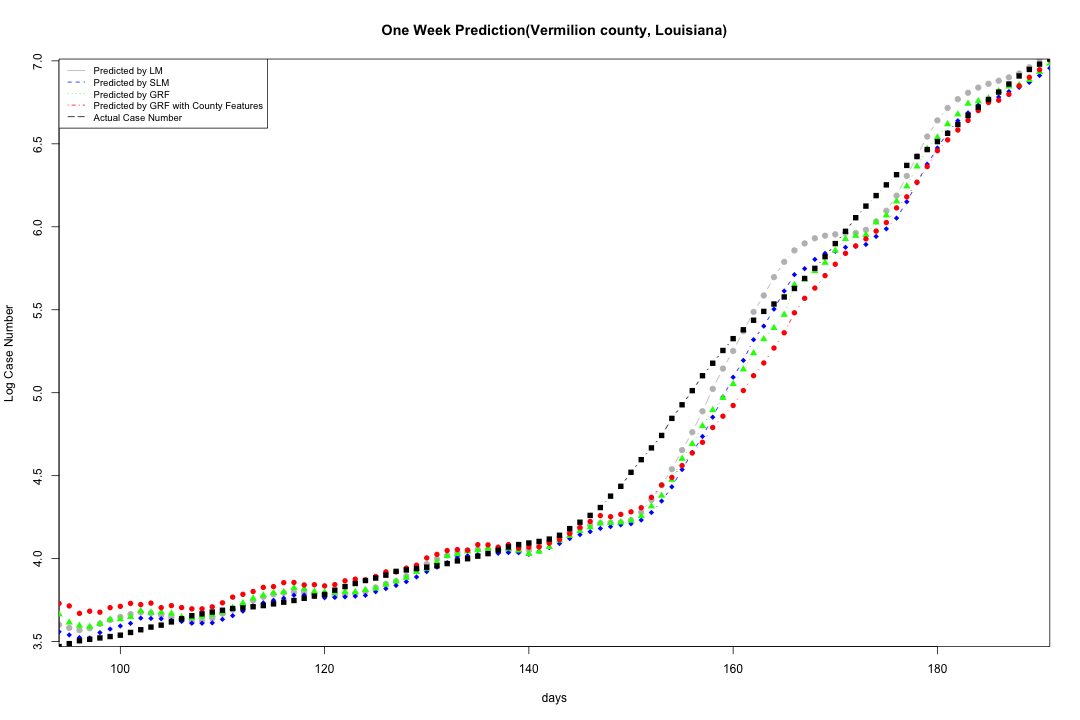 One Week Prediction(Vermilion county, Louisiana)
Predicted by LM
Predicted by SLM
Predicted by GRF
Predicted by GRF with County Features
Actual Case Number
7.0
6.5
6.0
5.5
5.0
4.5
4.0
3.5
Log Case Number
100 120 140 160 180
days